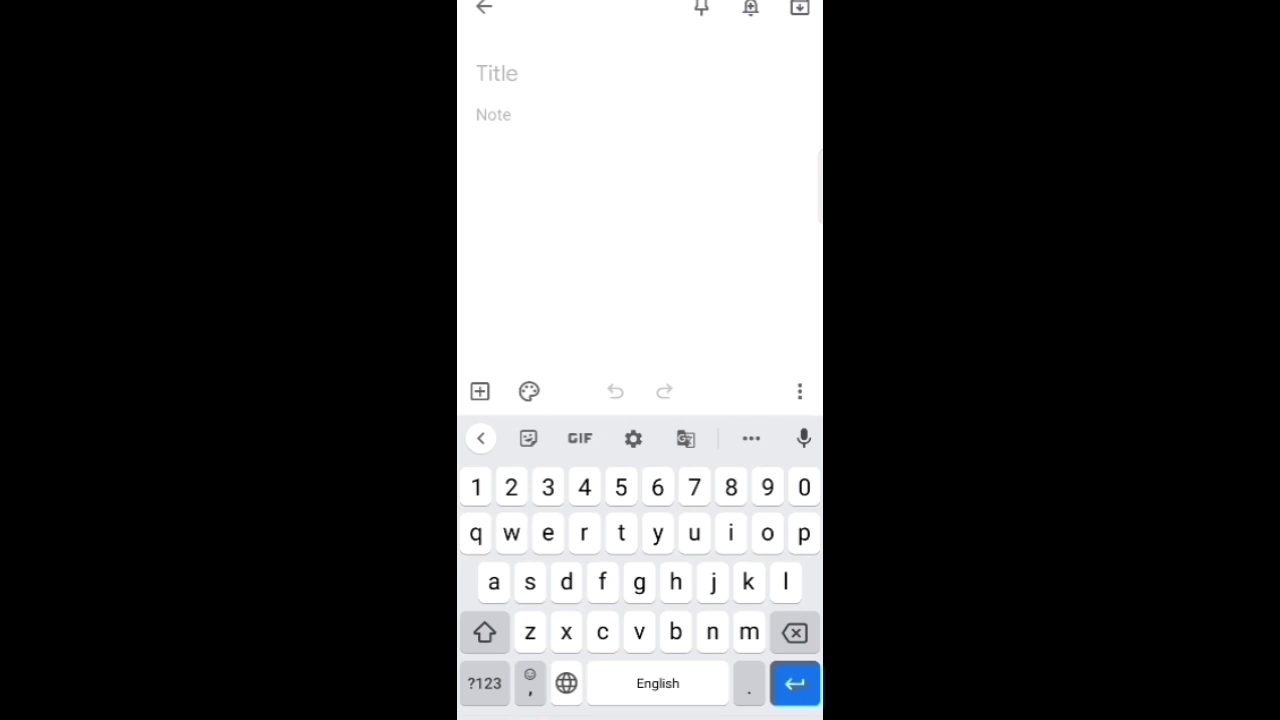 Title
Note
GIF
1 2 3 4 5 6 7 8 9 0
q w e r t y u i o p
a s d f g h j k l
z x c v b n m
?123 , English .